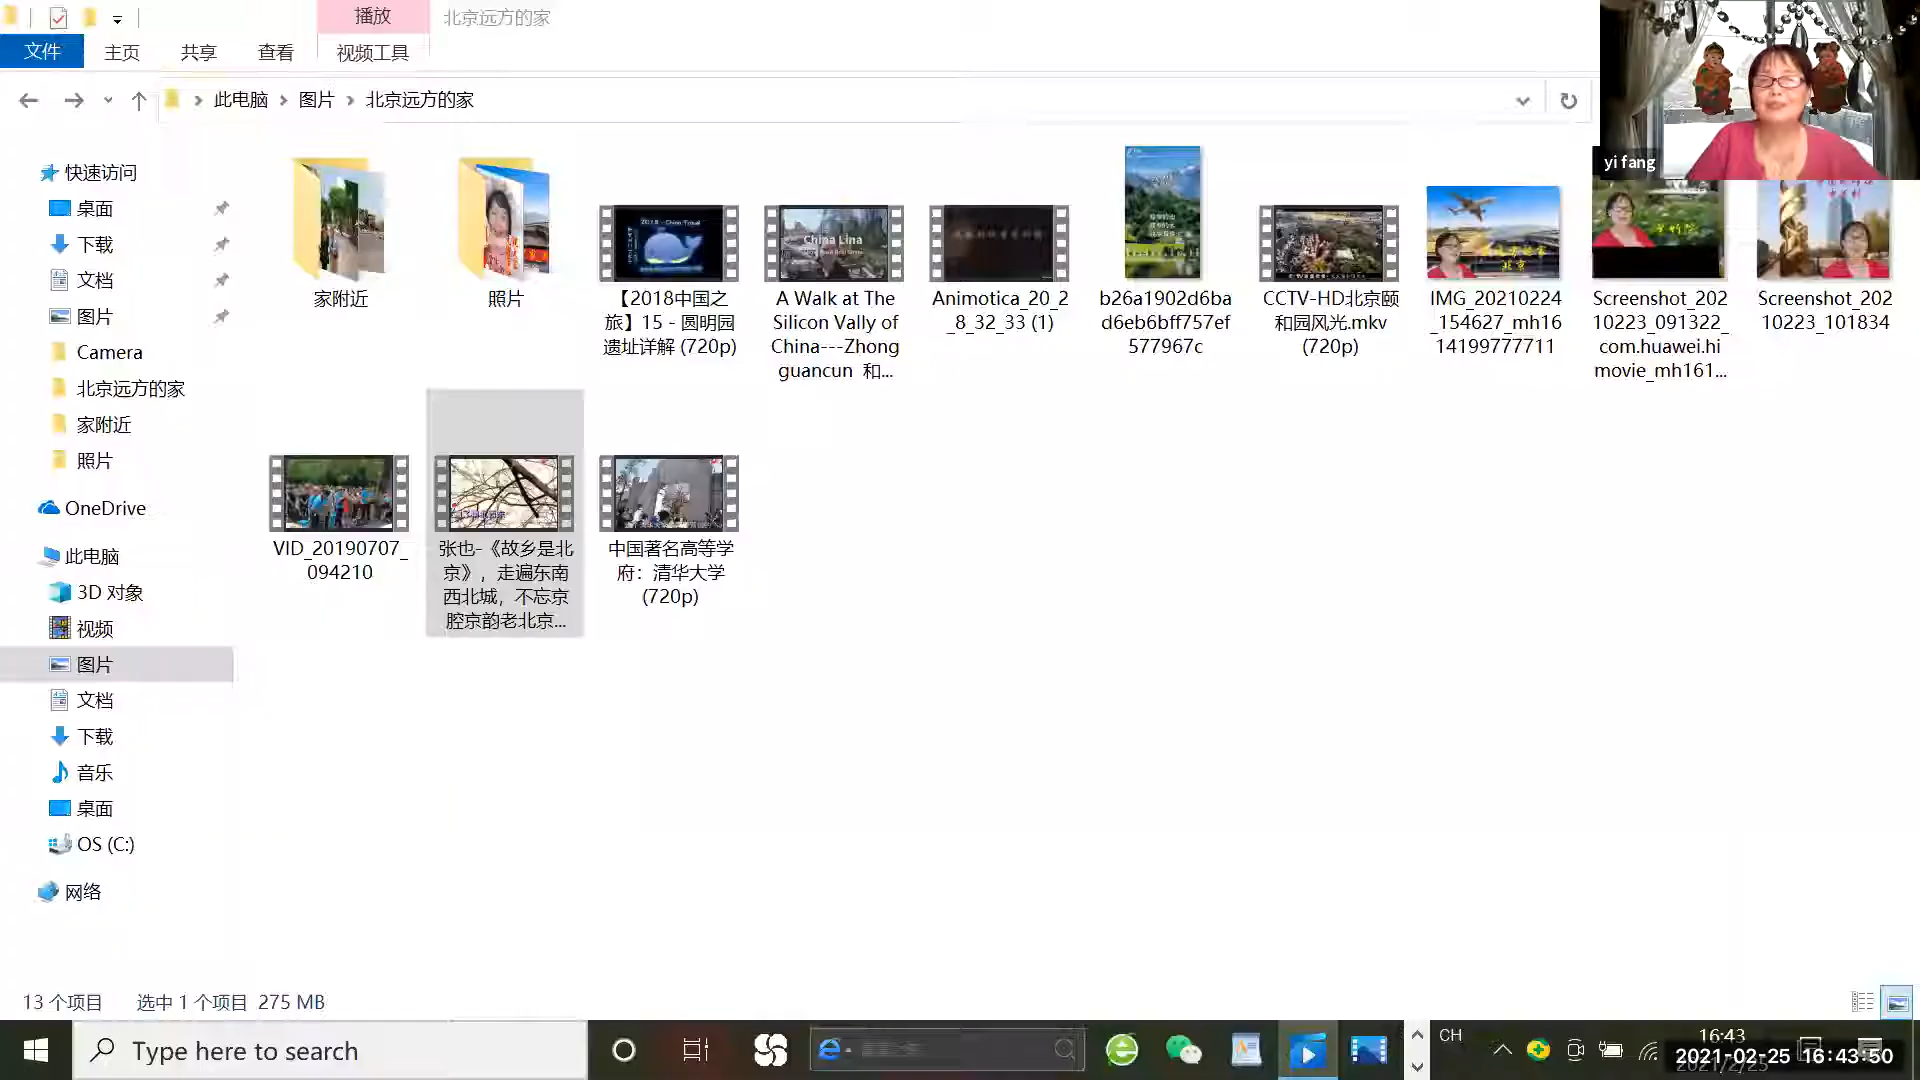 播放
北京远方的家
文件
主页
共享
查看
视频工具
此电脑
图片
北京远方的家
yi fang
快速访问
桌面
下载
文档
图片
Camera
北京远方的家
家附近
照片
OneDrive
此电脑
3D 对象
视频
图片
文档
下载
音乐
桌面
OS (C:)
网络
家附近
照片
【2018中国之
旅】15 - 圆明园
遗址详解 (720p)
China Lina
A Walk at The
Silicon Vally of
China---Zhong
guancun 和...
Animotica_20_2
_8_32_33 (1)
b26a1902d6ba
d6eb6bff757ef
577967c
CCTV-HD北京颐
和园风光.mkv
(720p)
IMG_20210224
_154627_mh16
14199777711
Screenshot_202
10223_091322_
com.huawei.hi
movie_mh161...
Screenshot_202
10223_101834
VID_20190707_
094210
张也-《故乡是北
京》，走遍东南
西北城，不忘京
腔京韵老北京...
中国著名高等学
府：清华大学
(720p)
13 个项目
选中 1 个项目 275 MB
Type here to search
CH
16:43
2021/2/25
2021-02-25 16:43:50